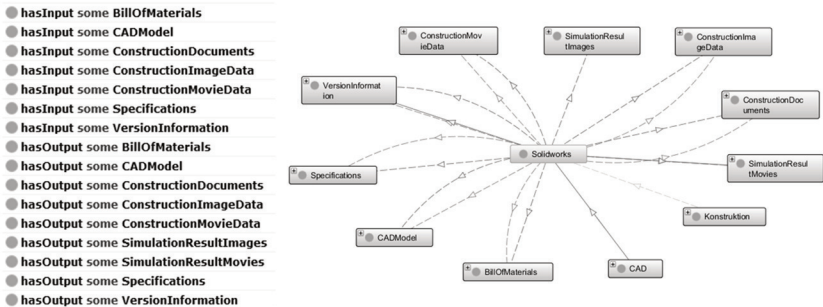 hasInput some BillOfMaterials
hasInput some CADModel
hasInput some ConstructionDocuments
hasInput some ConstructionImageData
hasInput some ConstructionMovieData
hasInput some Specifications
hasInput some VersionInformation
hasOutput some BillOfMaterials
hasOutput some CADModel
hasOutput some ConstructionDocuments
hasOutput some ConstructionImageData
hasOutput some ConstructionMovieData
hasOutput some SimulationResultImages
hasOutput some SimulationResultMovies
hasOutput some Specifications
hasOutput some VersionInformation
ConstructionMov
ieData
SimulationResul
tImages
ConstructionIma
geData
VersionInformat
ion
ConstructionDoc
uments
Solidworks
SimulationResul
tMovies
Specifications
Konstruktion
CADModel
BillOfMaterials
CAD